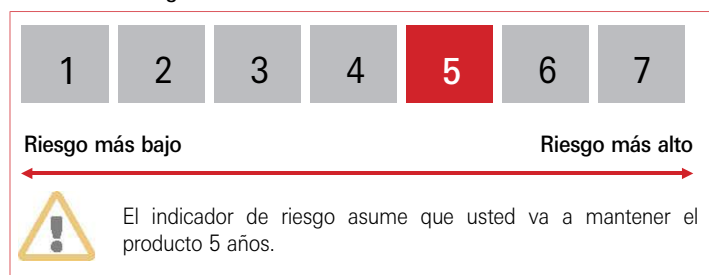 1 2 3 4 5 6 7
Riesgo más bajo Riesgo más alto
El indicador de riesgo asume que usted va a mantener el
producto 5 años.